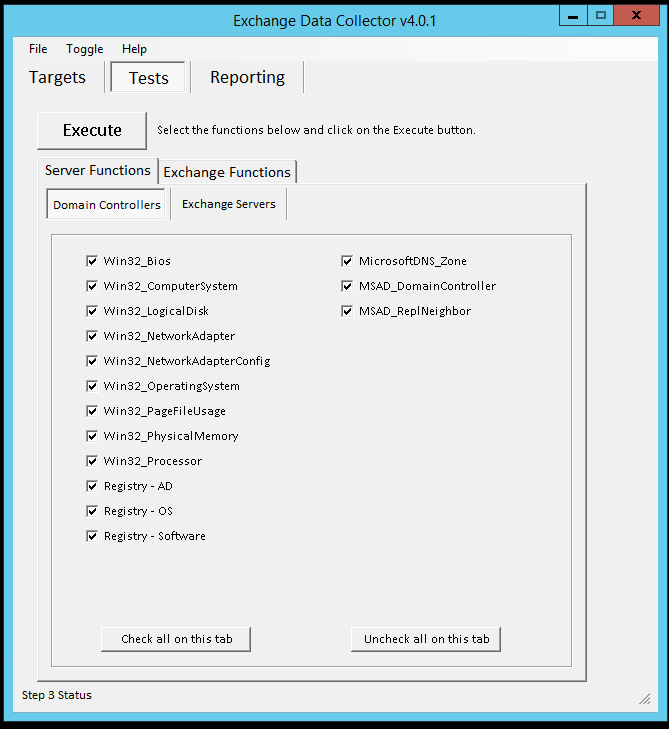 Exchange Data Collector v4.0.1
File Toggle Help
Targets Tests Reporting
Execute Select the functions below and click on the Execute button.
Server Functions Exchange Functions
Domain Controllers Exchange Servers
Win32_Bios MicrosoftDNS_Zone
Win32_ComputerSystem MSAD_DomainController
Win32_LogicalDisk MSAD_ReplNeighbor
Win32_NetworkAdapter
Win32_NetworkAdapterConfig
Win32_OperatingSystem
Win32_PageFileUsage
Win32_PhysicalMemory
Win32_Processor
Registry - AD
Registry - OS
Registry - Software
Check all on this tab Uncheck all on this tab
Step 3 Status